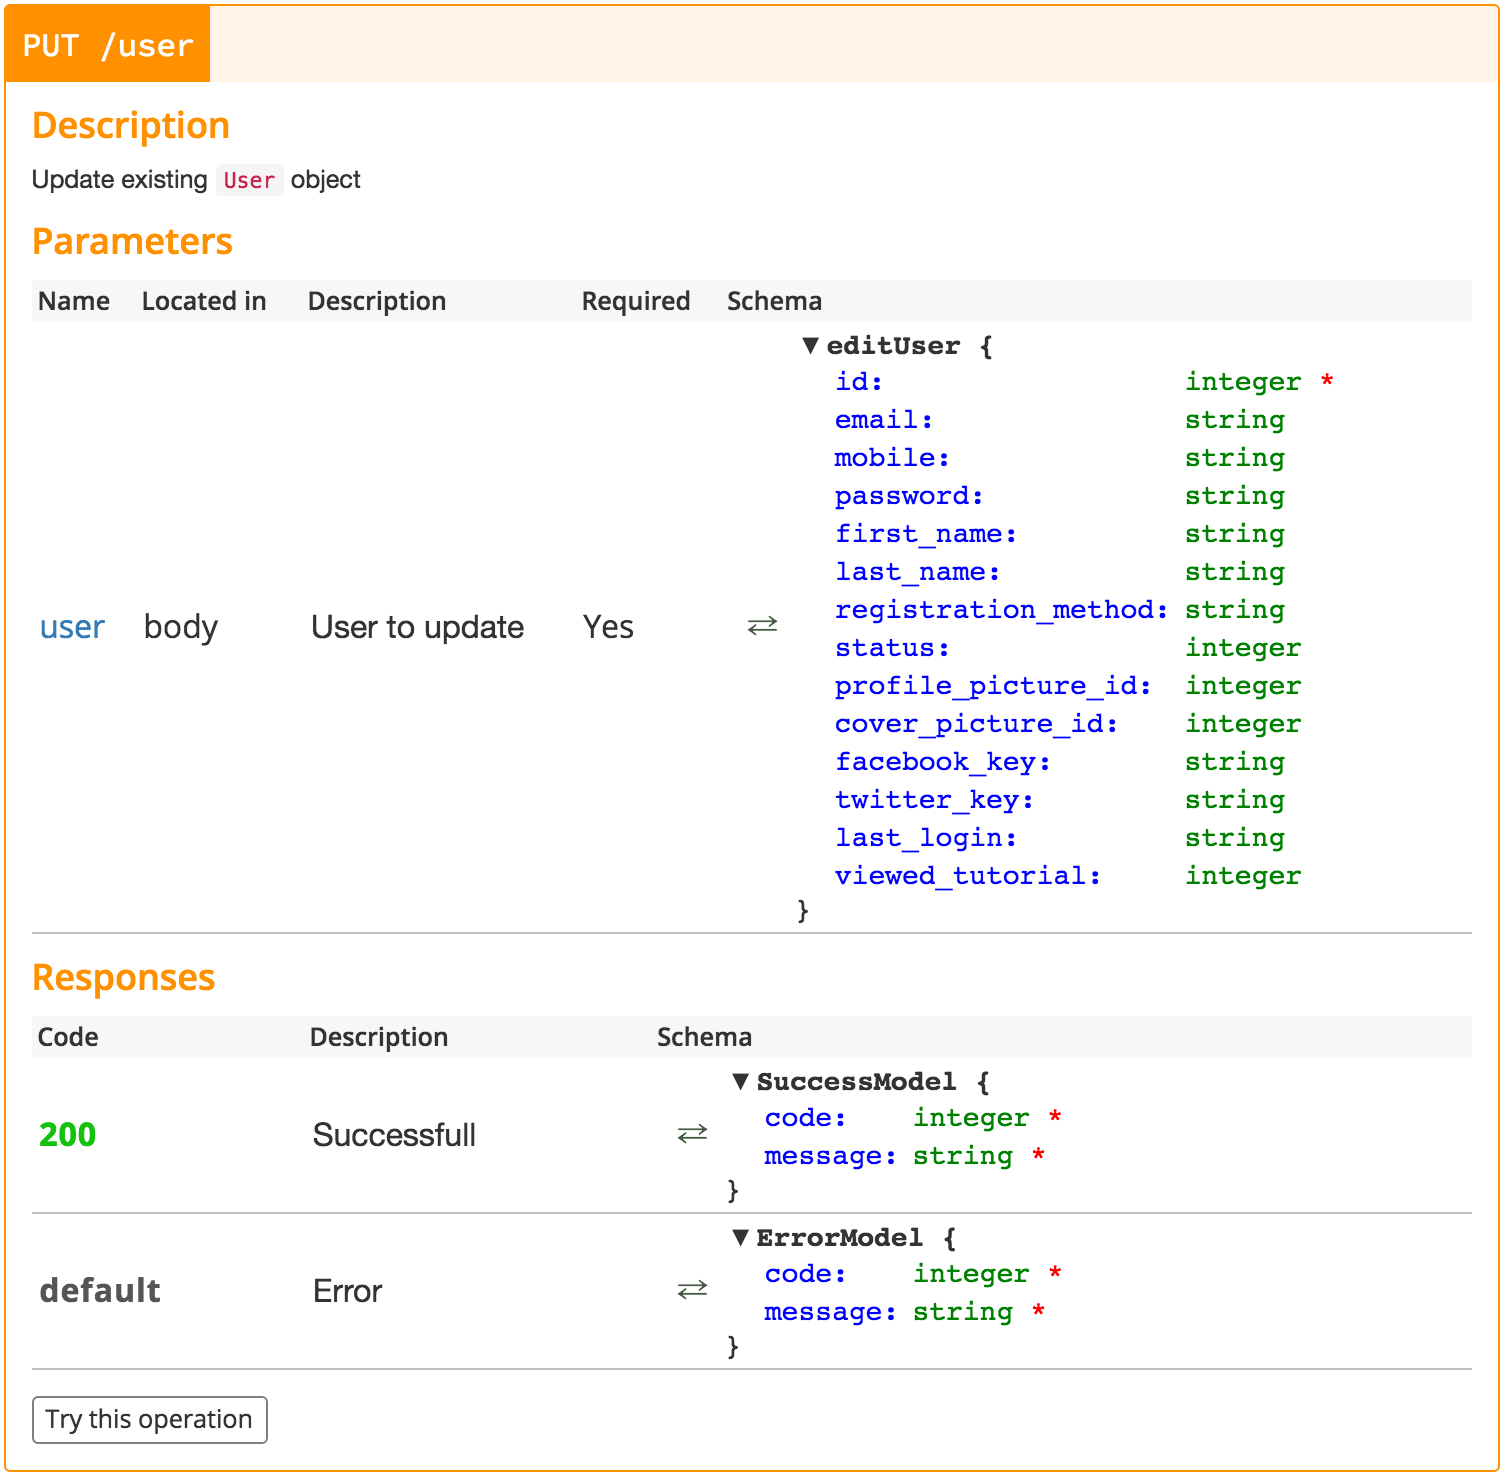 PUT /user
Description
Update existing User object
Parameters
Name Located in Description Required Schema
▼ editUser {
id: integer *
email: string
mobile: string
password: string
first_name: string
last_name: string
user body User to update Yes ⇄ registration_method: string
status: integer
profile_picture_id: integer
cover_picture_id: integer
facebook_key: string
twitter_key: string
last_login: string
viewed_tutorial: integer
}
Responses
Code Description Schema
▼ SuccessModel {
code: integer *
200 Successfull ⇄
message: string *
}
▼ ErrorModel {
code: integer *
default Error ⇄
message: string *
}
Try this operation